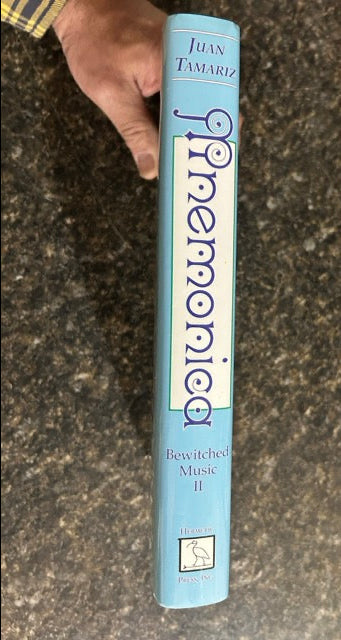 Juan
Tamariz
Mnemonica
Bewitched
Music
II
Hermetic
Press, Inc.